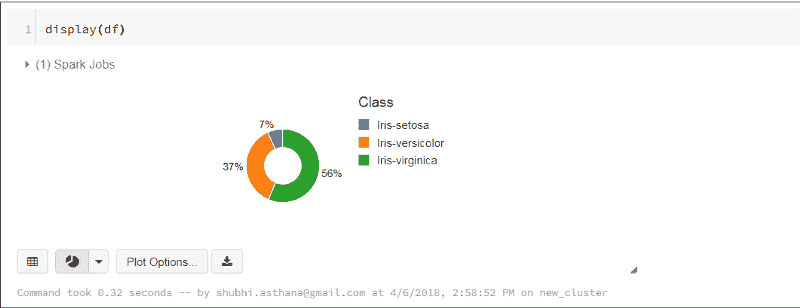 1 display(df)
(1) Spark Jobs
Class
Iris-setosa
Iris-versicolor
Iris-virginica
7%
37%
56%
Plot Options...
Command took 0.32 seconds -- by shubhi.asthana@gmail.com at 4/6/2018, 2:58:52 PM on new_cluster